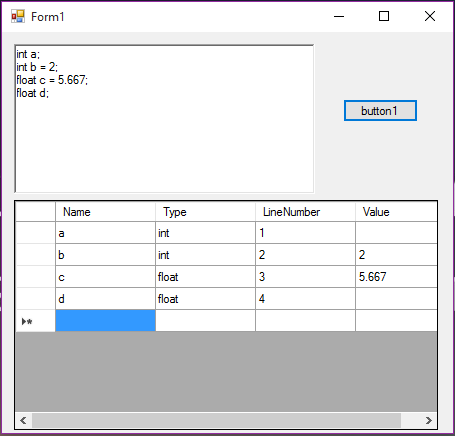 Form1
int a;
int b = 2;
float c = 5.667;
float d;
button1
Name Type LineNumber Value
a int 1
b int 2 2
c float 3 5.667
d float 4